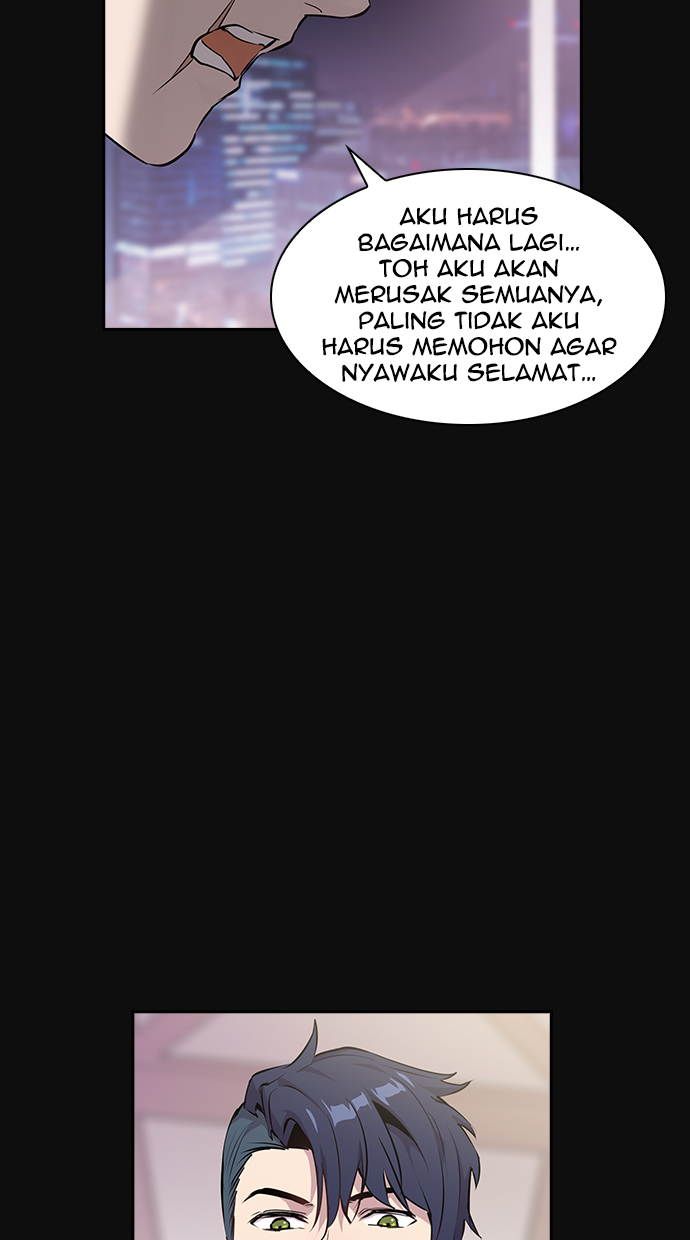 AKU HARUS
BAGAIMANA LAGI...
TOH AKU AKAN
MERUSAK SEMUANYA,
PALING TIDAK AKU
HARUS MEMOHON AGAR
NYAWAKU SELAMAT...